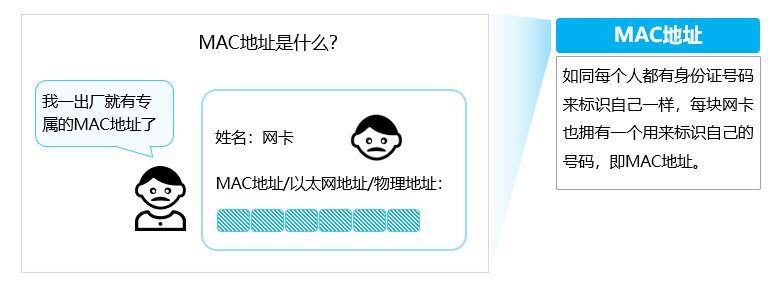 MAC地址是什么？
我一出厂就有专
属的MAC地址了
姓名：网卡
MAC地址/以太网地址/物理地址：
MAC地址
如同每个人都有身份证号码
来标识自己一样，每块网卡
也拥有一个用来标识自己的
号码，即MAC地址。